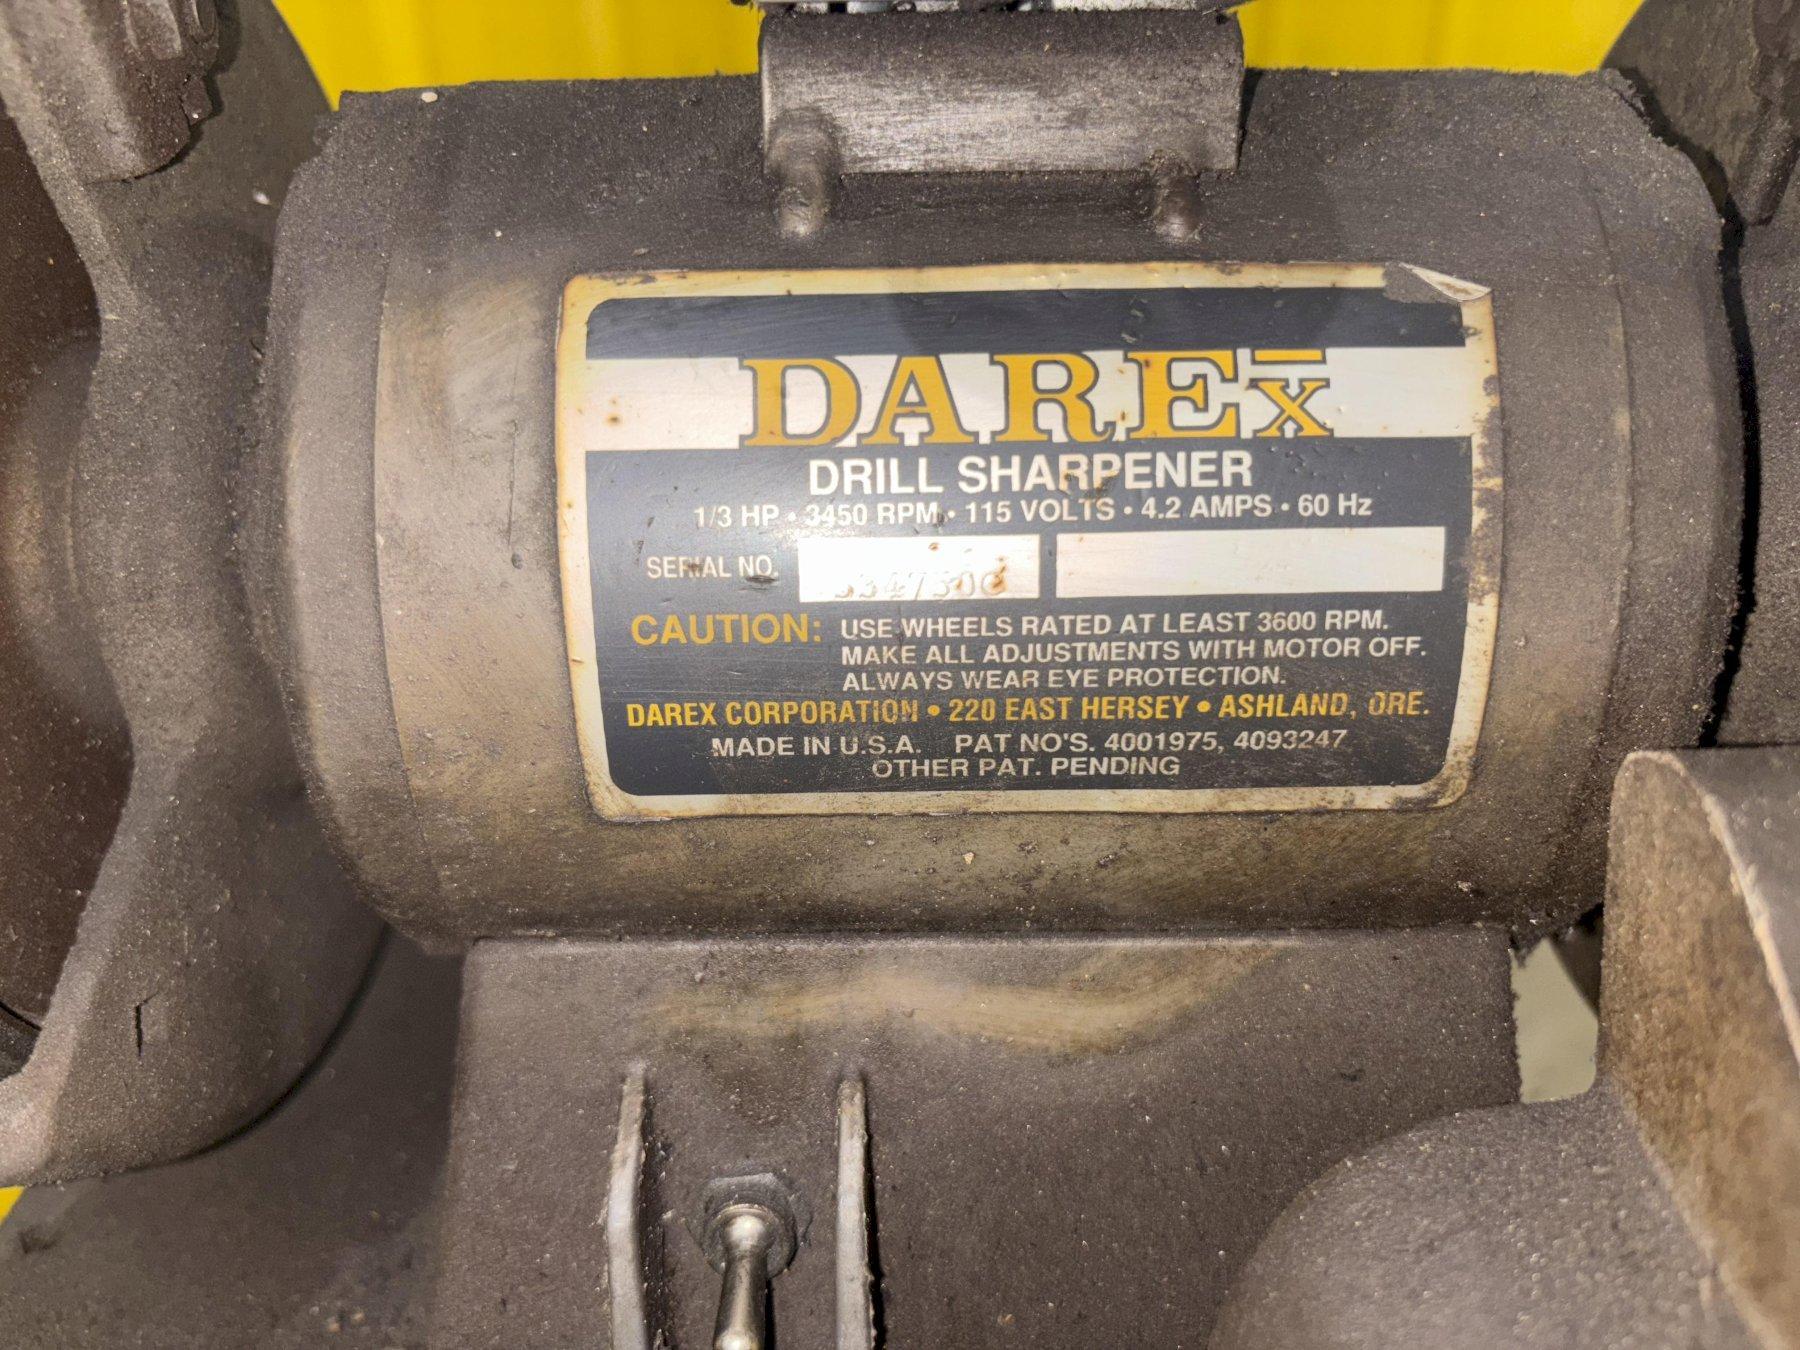 DAREX
DRILL SHARPENER
1/3 HP • 3450 RPM • 115 VOLTS • 4.2 AMPS • 60 Hz
SERIAL NO.
CAUTION: USE WHEELS RATED AT LEAST 3600 RPM.
MAKE ALL ADJUSTMENTS WITH MOTOR OFF.
ALWAYS WEAR EYE PROTECTION.
DAREX CORPORATION • 220 EAST HERSEY • ASHLAND, ORE.
MADE IN U.S.A. PAT NO'S. 4001975, 4093247
OTHER PAT. PENDING